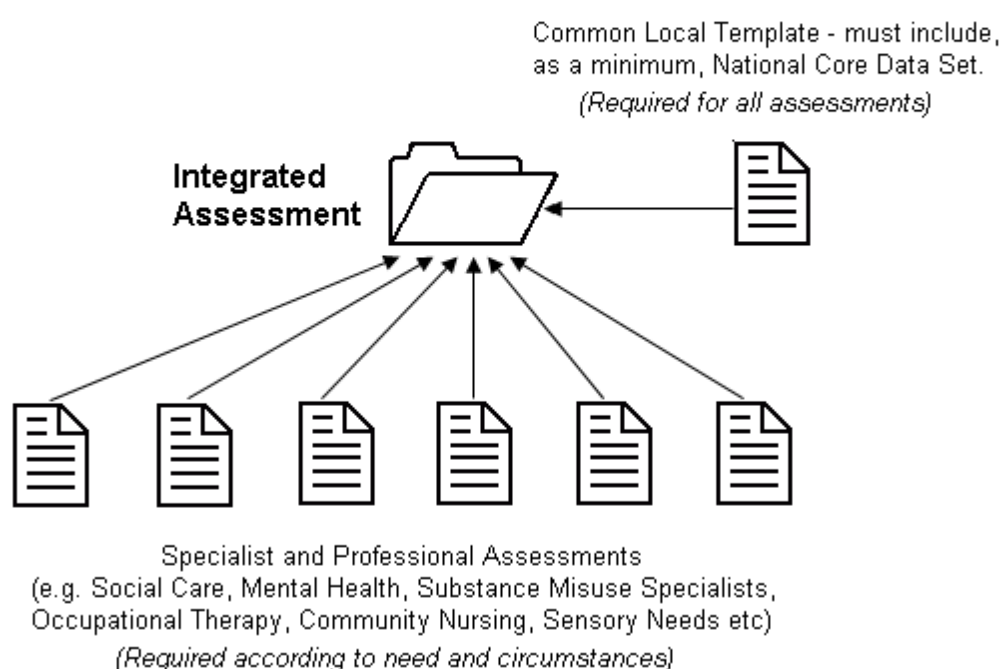 Common Local Template - must include,
as a minimum, National Core Data Set.
(Required for all assessments)
Integrated
Assessment
Specialist and Professional Assessments
(e.g. Social Care, Mental Health, Substance Misuse Specialists,
Occupational Therapy, Community Nursing, Sensory Needs etc)
(Required according to need and circumstances)